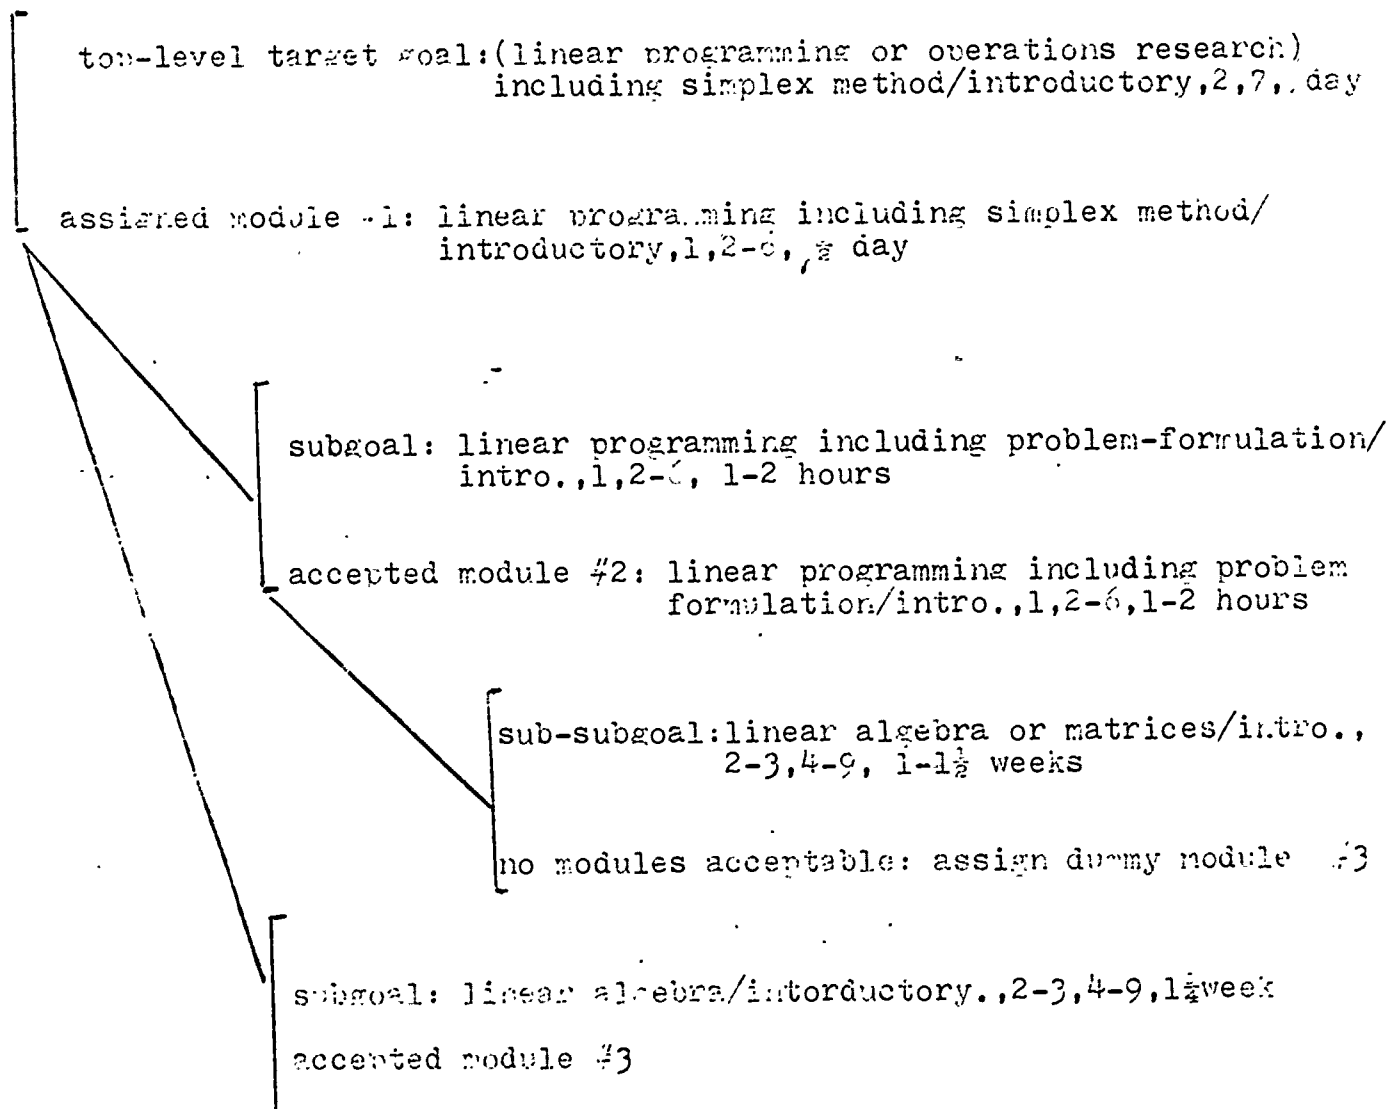 top-level target goal:(linear programming or operations research)
including simplex method/introductory,2,7, day
assigned module #1: linear programming including simplex method/
introductory,1,2-6, ½ day
subgoal: linear programming including problem-formulation/
intro.,1,2-6, 1-2 hours
accepted module #2: linear programming including problem
formulation/intro.,1,2-6,1-2 hours
sub-subgoal:linear algebra or matrices/intro.,
2-3,4-9, 1-1½ weeks
no modules acceptable: assign dummy module #3
subgoal: linear algebra/intorductory.,2-3,4-9, week
accepted module #3